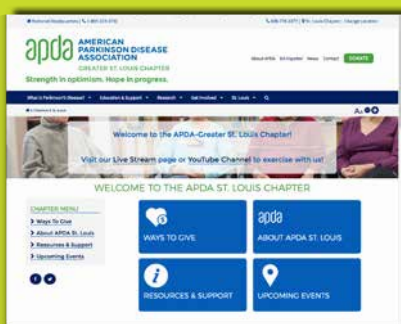 National Headquarters
apda
AMERICAN
PARKINSON DISEASE
ASSOCIATION
GREATER ST. LOUIS CHAPTER
Strength in optimism. Hope in progress.
About APDA En Español News Contact DONATE
What is Parkinson's Disease? Education & Support Research Get Involved St. Louis
Welcome to the APDA-Greater St. Louis Chapter!
Visit our Live Stream page or YouTube Channel to exercise with us!
WELCOME TO THE APDA ST. LOUIS CHAPTER
CHAPTER MENU
Ways To Give
About APDA St. Louis
Resources & Support
Upcoming Events
WAYS TO GIVE
apda
ABOUT APDA ST. LOUIS
RESOURCES & SUPPORT
UPCOMING EVENTS